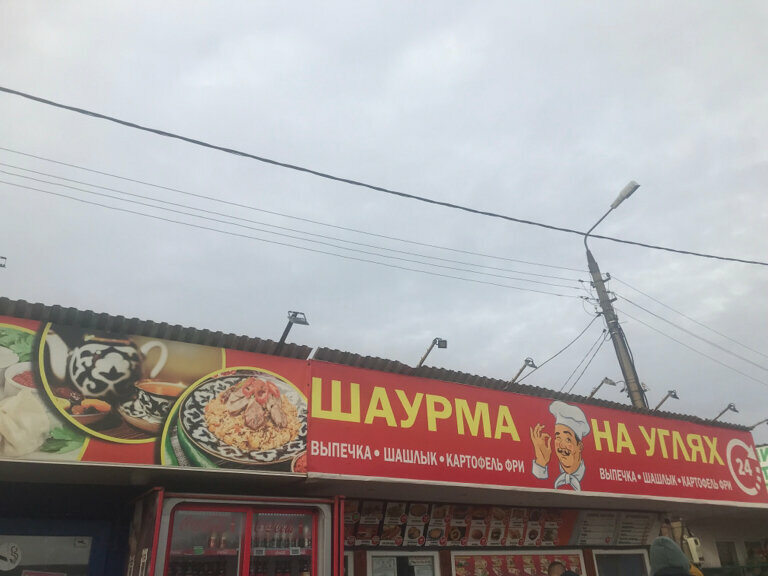 ШАУРМА НА УГЛЯХ
ВЫПЕЧКА • ШАШЛЫК • КАРТОФЕЛЬ ФРИ
ВЫПЕЧКА • ШАШЛЫК • КАРТОФЕЛЬ ФРИ
24